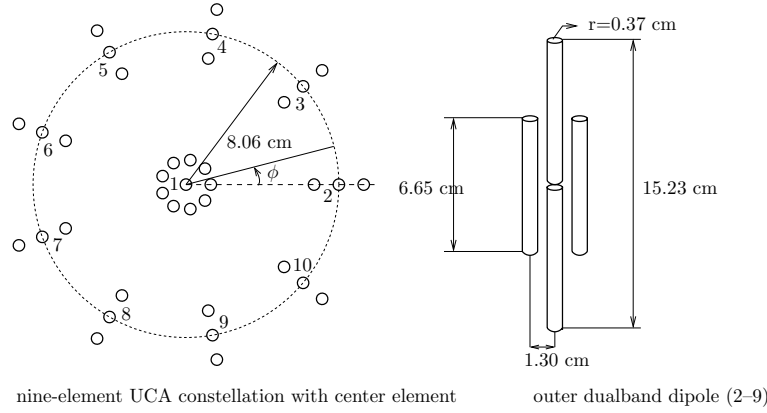 4
r=0.37 cm
5
3
8.06 cm
6
1
ϕ
2
6.65 cm
15.23 cm
7
10
8
9
1.30 cm
nine-element UCA constellation with center element
outer dualband dipole (2–9)